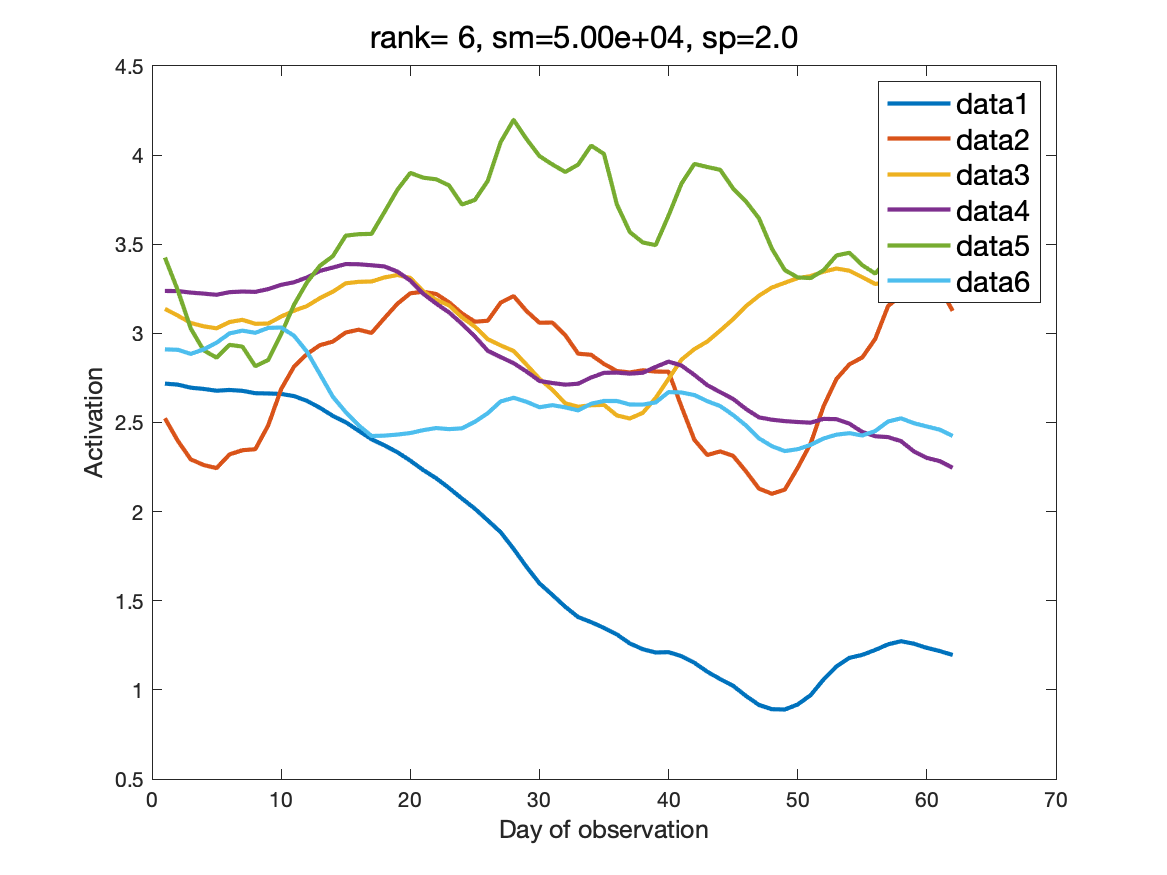 rank= 6, sm=5.00e+04, sp=2.0
4.5
4
3.5
3
2.5
2
1.5
1
0.5
Activation
0 10 20 30 40 50 60 70
Day of observation
data1
data2
data3
data4
data5
data6